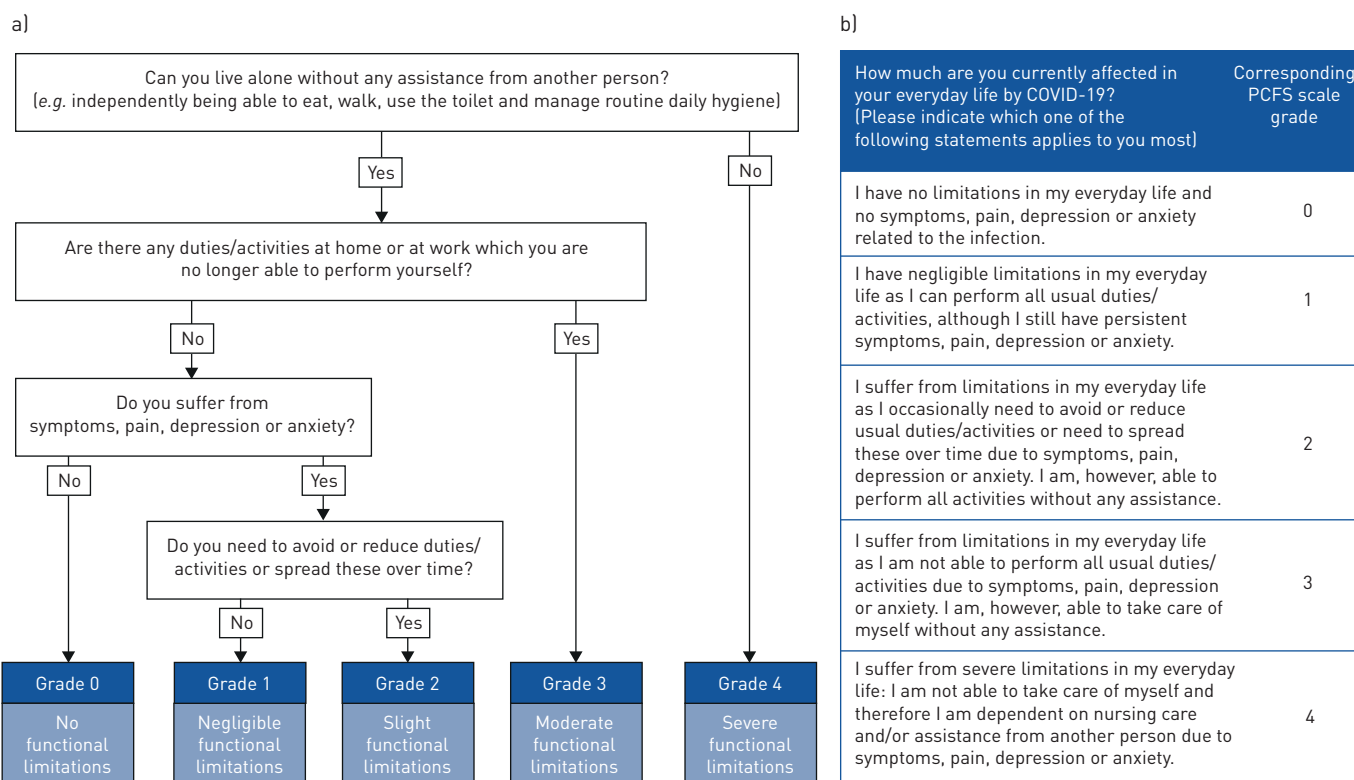 a)
Can you live alone without any assistance from another person?
(e.g. independently being able to eat, walk, use the toilet and manage routine daily hygiene)
Yes
No
Are there any duties/activities at home or at work which you are
no longer able to perform yourself?
No
Yes
Do you suffer from
symptoms, pain, depression or anxiety?
No
Yes
Do you need to avoid or reduce duties/
activities or spread these over time?
No
Yes
Grade 0
No
functional
limitations
Grade 1
Negligible
functional
limitations
Grade 2
Slight
functional
limitations
Grade 3
Moderate
functional
limitations
Grade 4
Severe
functional
limitations
b)
How much are you currently affected in
your everyday life by COVID-19?
(Please indicate which one of the
following statements applies to you most)
Corresponding
PCFS scale
grade
I have no limitations in my everyday life and
no symptoms, pain, depression or anxiety
related to the infection.
0
I have negligible limitations in my everyday
life as I can perform all usual duties/
activities, although I still have persistent
symptoms, pain, depression or anxiety.
1
I suffer from limitations in my everyday life
as I occasionally need to avoid or reduce
usual duties/activities or need to spread
these over time due to symptoms, pain,
depression or anxiety. I am, however, able to
perform all activities without any assistance.
2
I suffer from limitations in my everyday life
as I am not able to perform all usual duties/
activities due to symptoms, pain, depression
or anxiety. I am, however, able to take care of
myself without any assistance.
3
I suffer from severe limitations in my everyday
life: I am not able to take care of myself and
therefore I am dependent on nursing care
and/or assistance from another person due to
symptoms, pain, depression or anxiety.
4